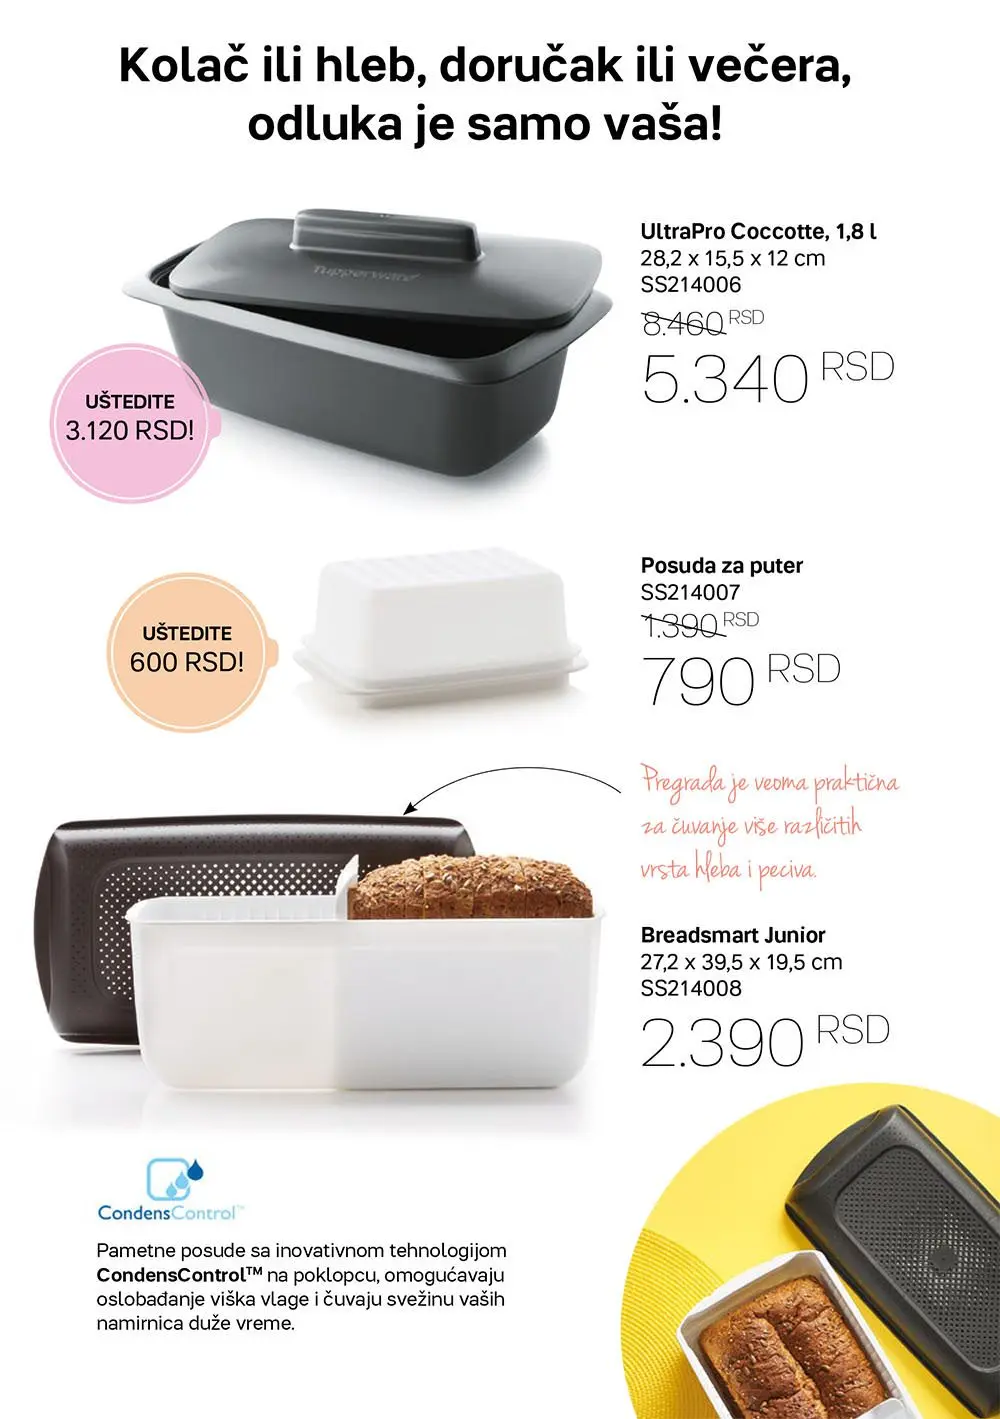 Kolač ili hleb, doručak ili večera,
odluka je samo vaša!
Tupperware
UltraPro Coccotte, 1,8 l
28,2 x 15,5 x 12 cm
SS214006
8.460 RSD
5.340 RSD
UŠTEDITE
3.120 RSD!
Posuda za puter
SS214007
1.390 RSD
790 RSD
UŠTEDITE
600 RSD!
Pregrada je veoma praktična
za čuvanje više različitih
vrsta hleba i peciva.
Breadsmart Junior
27,2 x 39,5 x 19,5 cm
SS214008
2.390 RSD
CondensControl™
Pametne posude sa inovativnom tehnologijom
CondensControl™ na poklopcu, omogućavaju
oslobađanje viška vlage i čuvaju svežinu vaših
namirnica duže vreme.